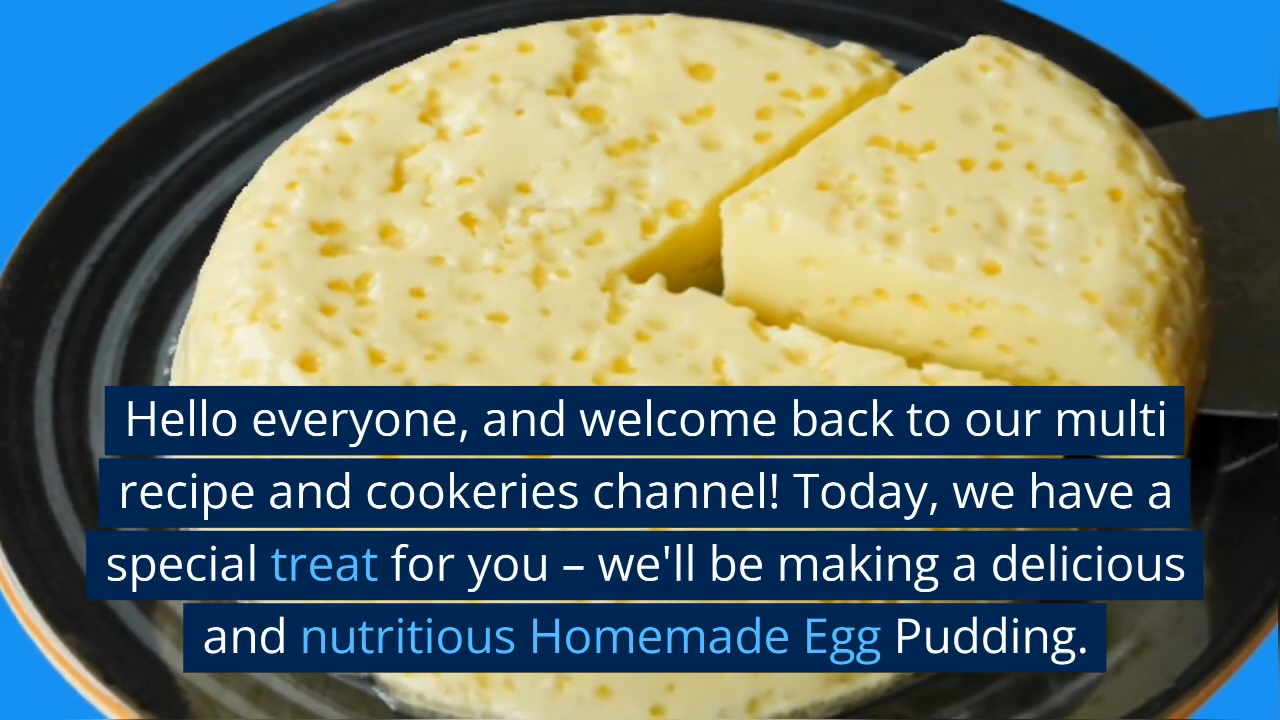 Hello everyone, and welcome back to our multi
recipe and cookeries channel! Today, we have a
special treat for you – we'll be making a delicious
and nutritious Homemade Egg Pudding.